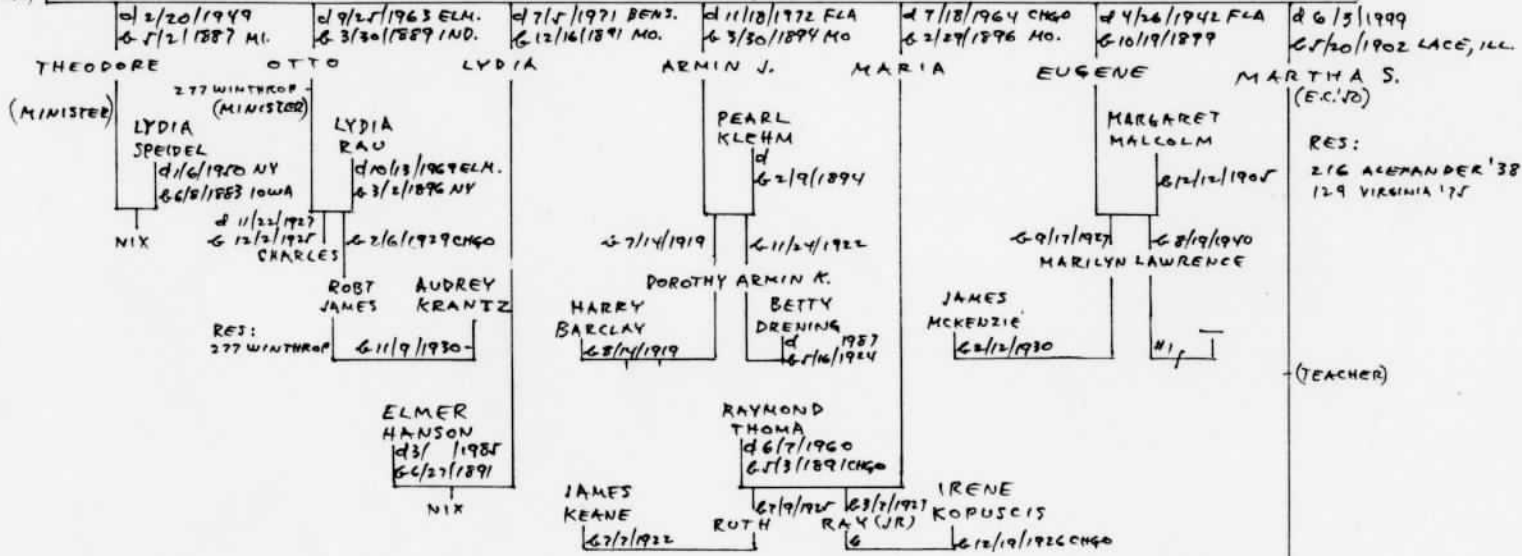 d 2/20/1949
b 5/2/1887 MI.
THEODORE
(MINISTER)
LYDIA
SPEIDEL
d 1/6/1950 NY
b 6/8/1883 IOWA
NIX
d 9/25/1963 ELM.
b 3/30/1889 IND.
OTTO
277 WINTHROP
(MINISTER)
LYDIA
RAU
d 10/13/1969 ELM.
b 3/2/1896 NY
d 11/22/1927
b 12/2/1925
CHARLES
b 2/6/1929 CHGO
ROBT
JAMES
AUDREY
KRANTZ
RES:
277 WINTHROP
b 11/9/1930
d 7/5/1971 BENS.
b 12/16/1891 MO.
LYDIA
ELMER
HANSON
d 3/ /1985
b 6/27/1891
NIX
d 11/18/1972 FLA
b 3/30/1894 MO
ARMIN J.
PEARL
KLEHM
d
b 2/9/1894
b 7/14/1919
b 11/24/1922
DOROTHY ARMIN K.
HARRY
BARCLAY
b 8/14/1919
BETTY
DRENING
d 1987
b 5/16/1924
d 7/18/1964 CHGO
b 2/29/1896 MO.
MARIA
RAYMOND
THOMA
d 6/7/1960
b 5/3/1891 CHGO
b 7/9/1925
RUTH
b 3/7/1927
RAY (JR)
b
JAMES
KEANE
b 7/7/1922
IRENE
KOPUSCIS
b 12/19/1926 CHGO
d 4/26/1942 FLA
b 10/19/1899
EUGENE
MARGARET
MALCOLM
b 12/12/1905
b 9/17/1927
b 8/19/1940
MARILYN LAWRENCE
JAMES
MCKENZIE
b 2/12/1930
#1
d 6/5/1999
b 5/20/1902 LACE, ILL.
MARTHA S.
(E.C.'50)
RES:
216 ALEXANDER '38
129 VIRGINIA '75
(TEACHER)